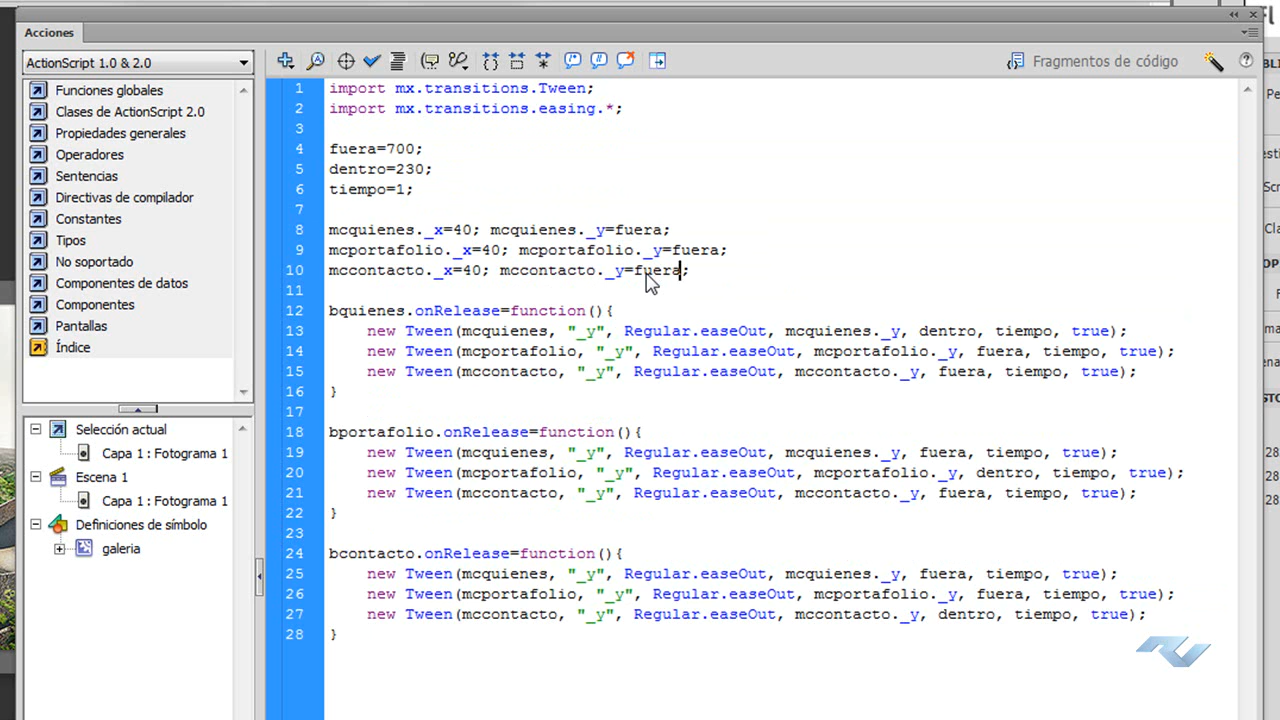 Acciones
ActionScript 1.0 & 2.0
Fragmentos de código
Funciones globales
Clases de ActionScript 2.0
Propiedades generales
Operadores
Sentencias
Directivas de compilador
Constantes
Tipos
No soportado
Componentes de datos
Componentes
Pantallas
Índice
Selección actual
Capa 1 : Fotograma 1
Escena 1
Capa 1 : Fotograma 1
Definiciones de símbolo
galeria
1 import mx.transitions.Tween;
2 import mx.transitions.easing.*;
3
4 fuera=700;
5 dentro=230;
6 tiempo=1;
7
8 mcquienes._x=40; mcquienes._y=fuera;
9 mcportafolio._x=40; mcportafolio._y=fuera;
10 mccontacto._x=40; mccontacto._y=fuera;
11
12 bquienes.onRelease=function(){
13 new Tween(mcquienes, "_y", Regular.easeOut, mcquienes._y, dentro, tiempo, true);
14 new Tween(mcportafolio, "_y", Regular.easeOut, mcportafolio._y, fuera, tiempo, true);
15 new Tween(mccontacto, "_y", Regular.easeOut, mccontacto._y, fuera, tiempo, true);
16 }
17
18 bportafolio.onRelease=function(){
19 new Tween(mcquienes, "_y", Regular.easeOut, mcquienes._y, fuera, tiempo, true);
20 new Tween(mcportafolio, "_y", Regular.easeOut, mcportafolio._y, dentro, tiempo, true);
21 new Tween(mccontacto, "_y", Regular.easeOut, mccontacto._y, fuera, tiempo, true);
22 }
23
24 bcontacto.onRelease=function(){
25 new Tween(mcquienes, "_y", Regular.easeOut, mcquienes._y, fuera, tiempo, true);
26 new Tween(mcportafolio, "_y", Regular.easeOut, mcportafolio._y, fuera, tiempo, true);
27 new Tween(mccontacto, "_y", Regular.easeOut, mccontacto._y, dentro, tiempo, true);
28 }